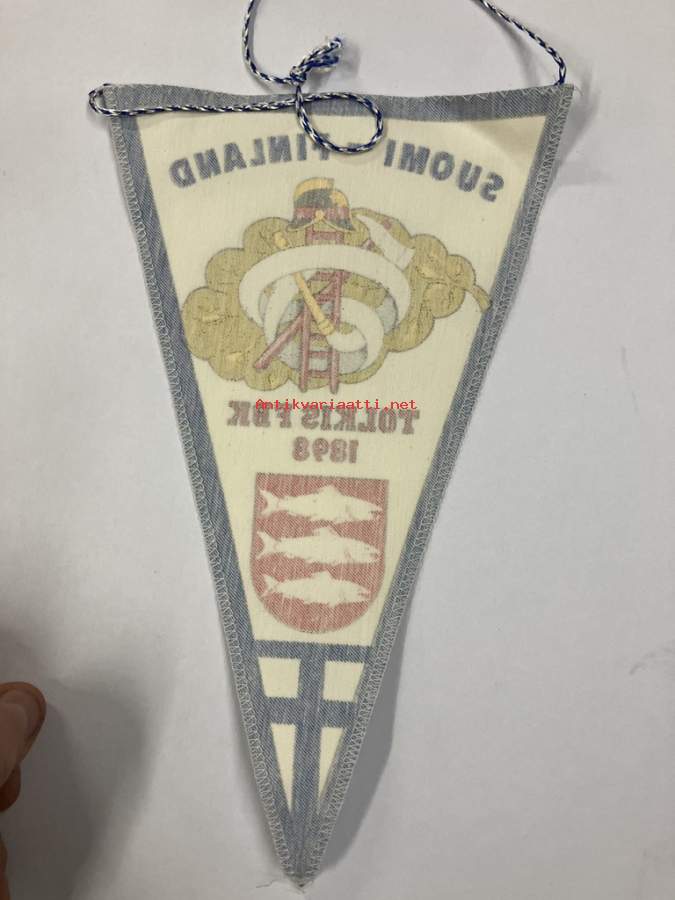 SUOMI - FINLAND
TOLKIS FBK
1898
Antikvariaatti.net